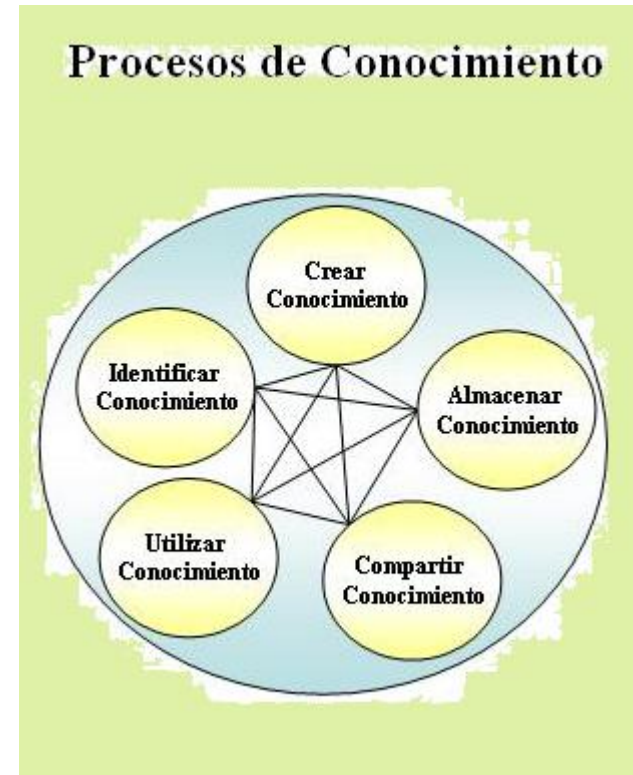 Procesos de Conocimiento
Crear
Conocimiento
Identificar
Conocimiento
Almacenar
Conocimiento
Utilizar
Conocimiento
Compartir
Conocimiento